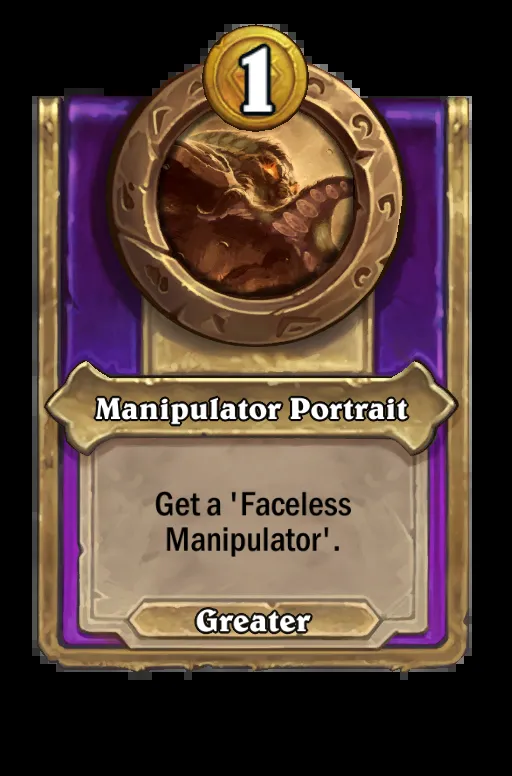 1
Manipulator Portrait
Get a 'Faceless
Manipulator'.
Greater